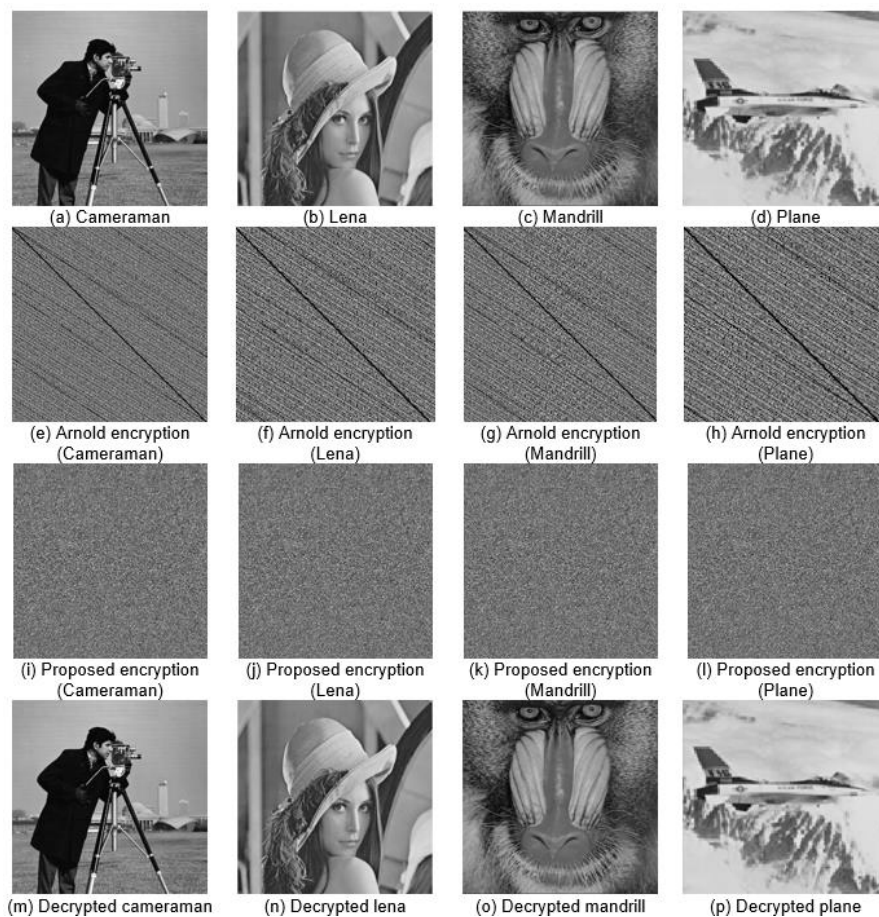 (a) Cameraman
(b) Lena
(c) Mandrill
(d) Plane
(e) Arnold encryption
(Cameraman)
(f) Arnold encryption
(Lena)
(g) Arnold encryption
(Mandrill)
(h) Arnold encryption
(Plane)
(i) Proposed encryption
(Cameraman)
(j) Proposed encryption
(Lena)
(k) Proposed encryption
(Mandrill)
(l) Proposed encryption
(Plane)
(m) Decrypted cameraman
(n) Decrypted lena
(o) Decrypted mandrill
(p) Decrypted plane